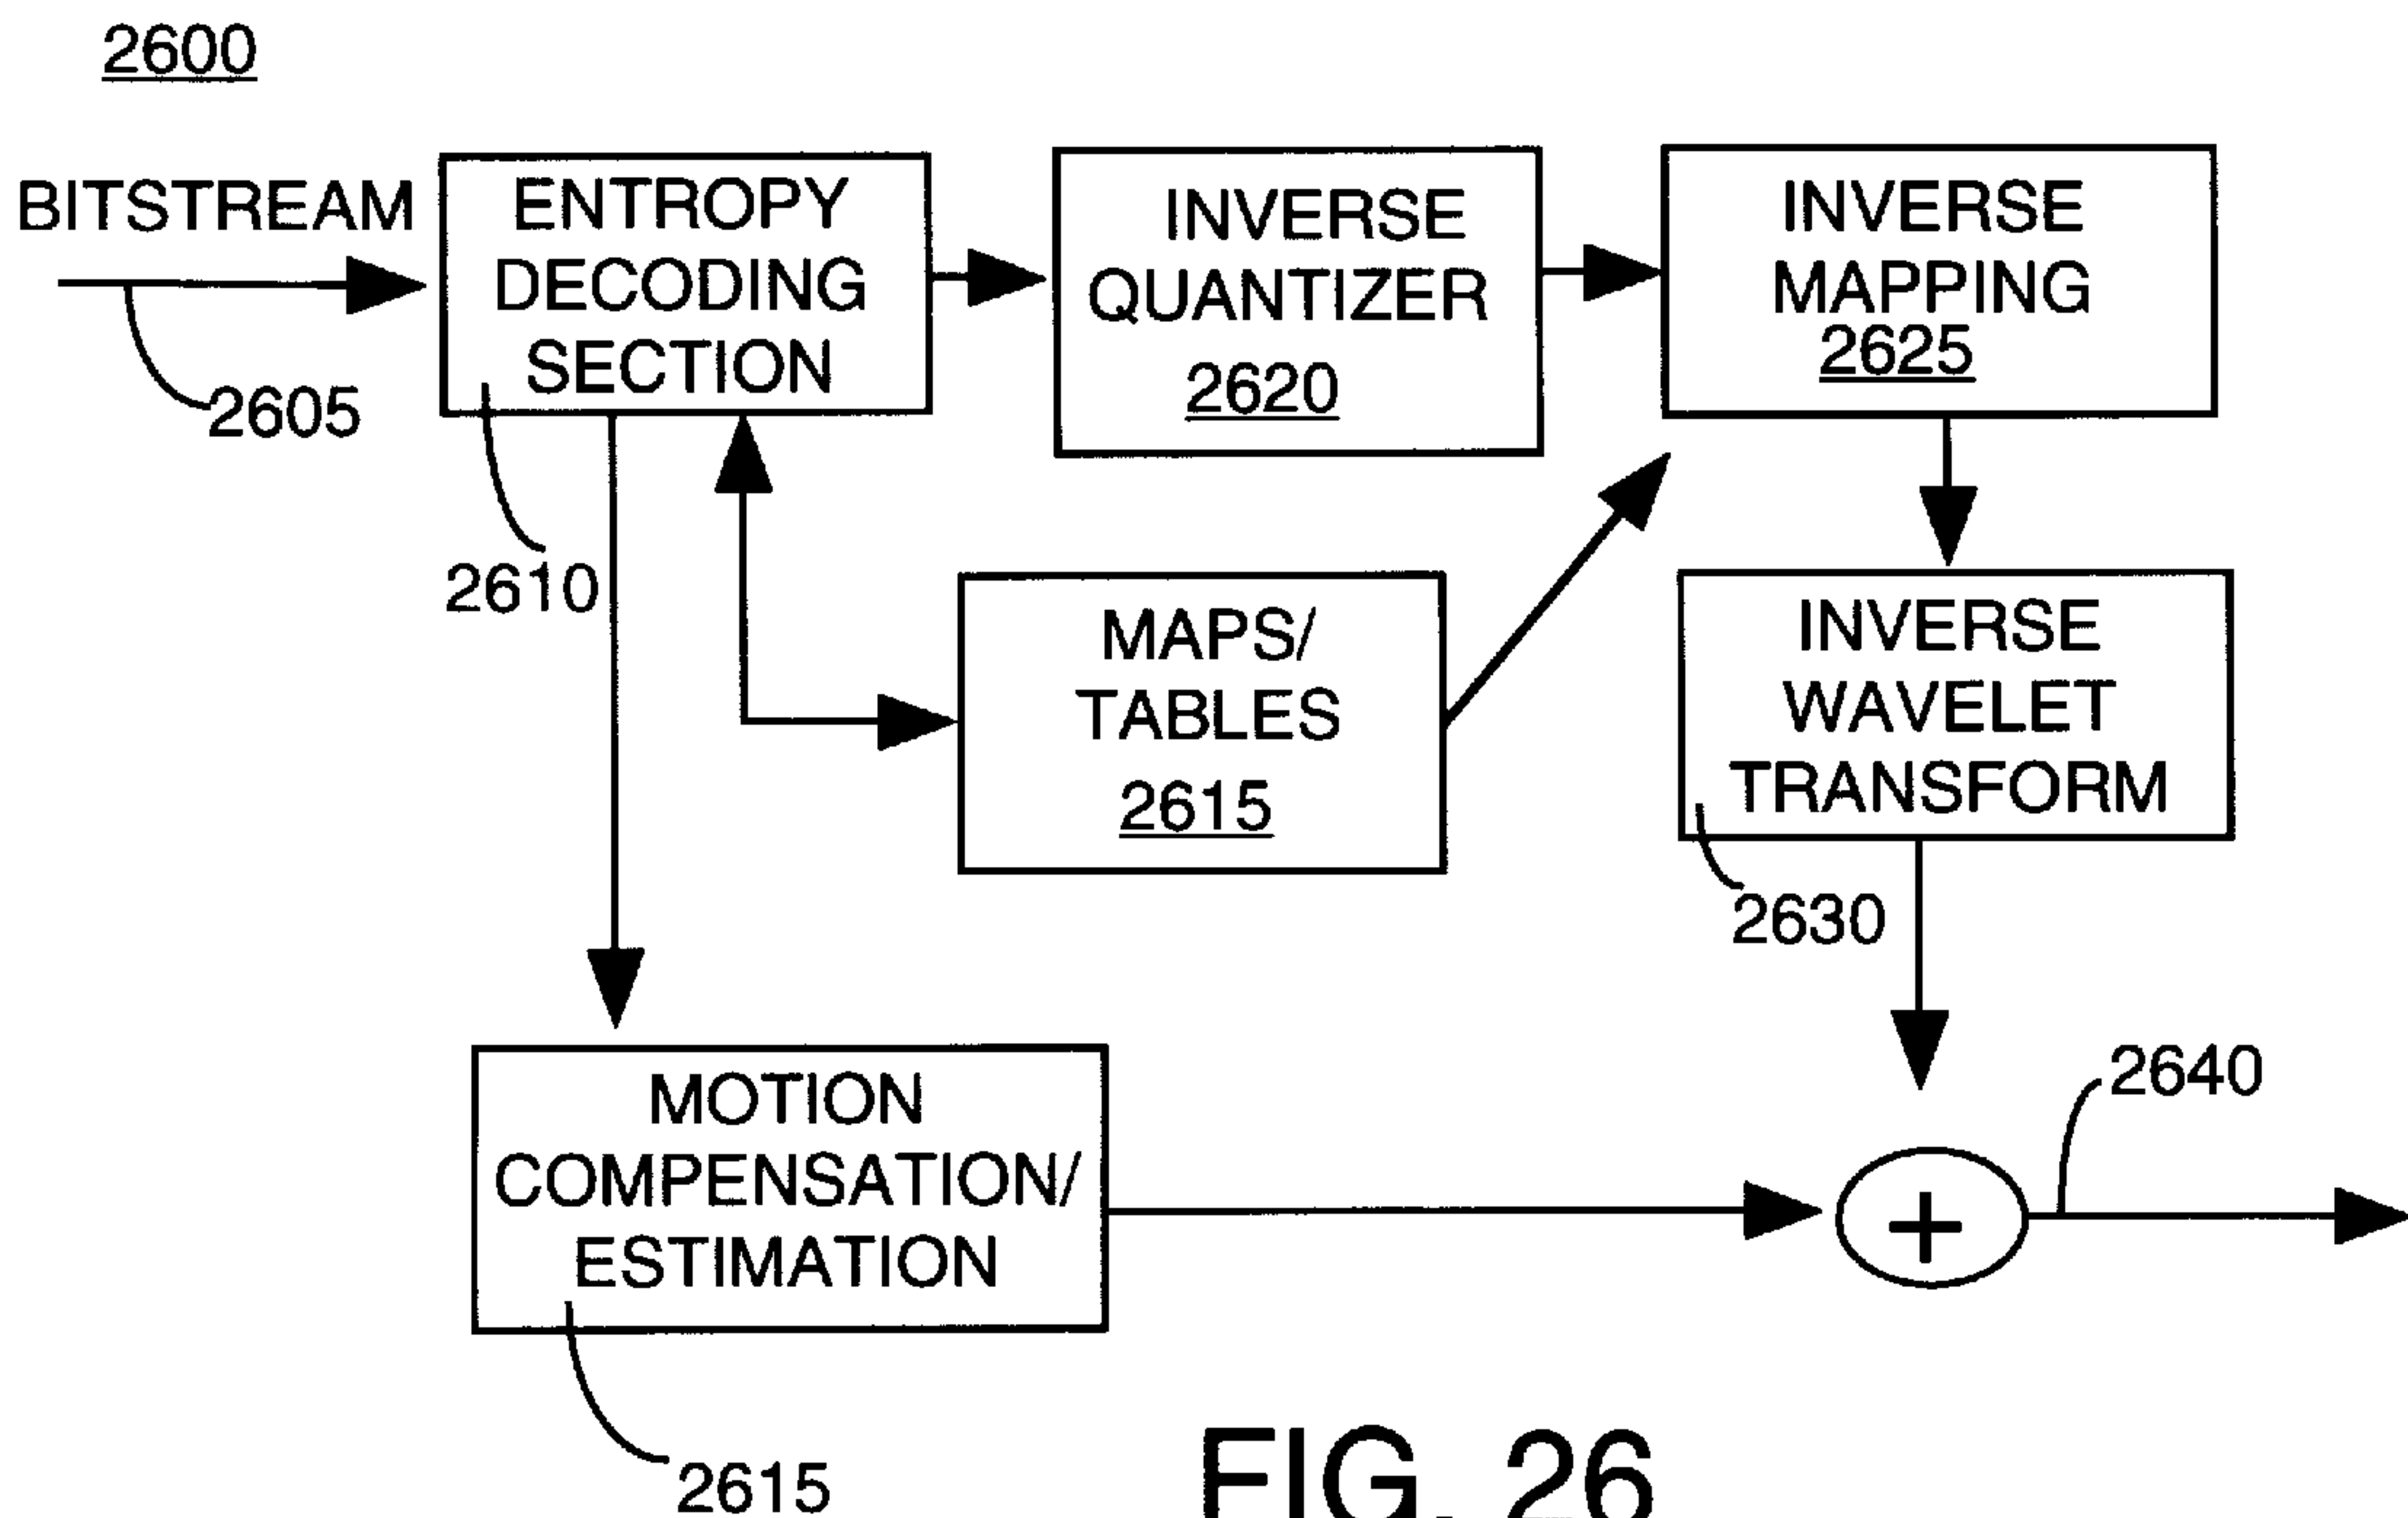 2600
BITSTREAM
2605
ENTROPY
DECODING
SECTION
2610
INVERSE
QUANTIZER
2620
INVERSE
MAPPING
2625
MAPS/
TABLES
2615
INVERSE
WAVELET
TRANSFORM
2630
MOTION
COMPENSATION/
ESTIMATION
2615
+
2640
FIG. 26